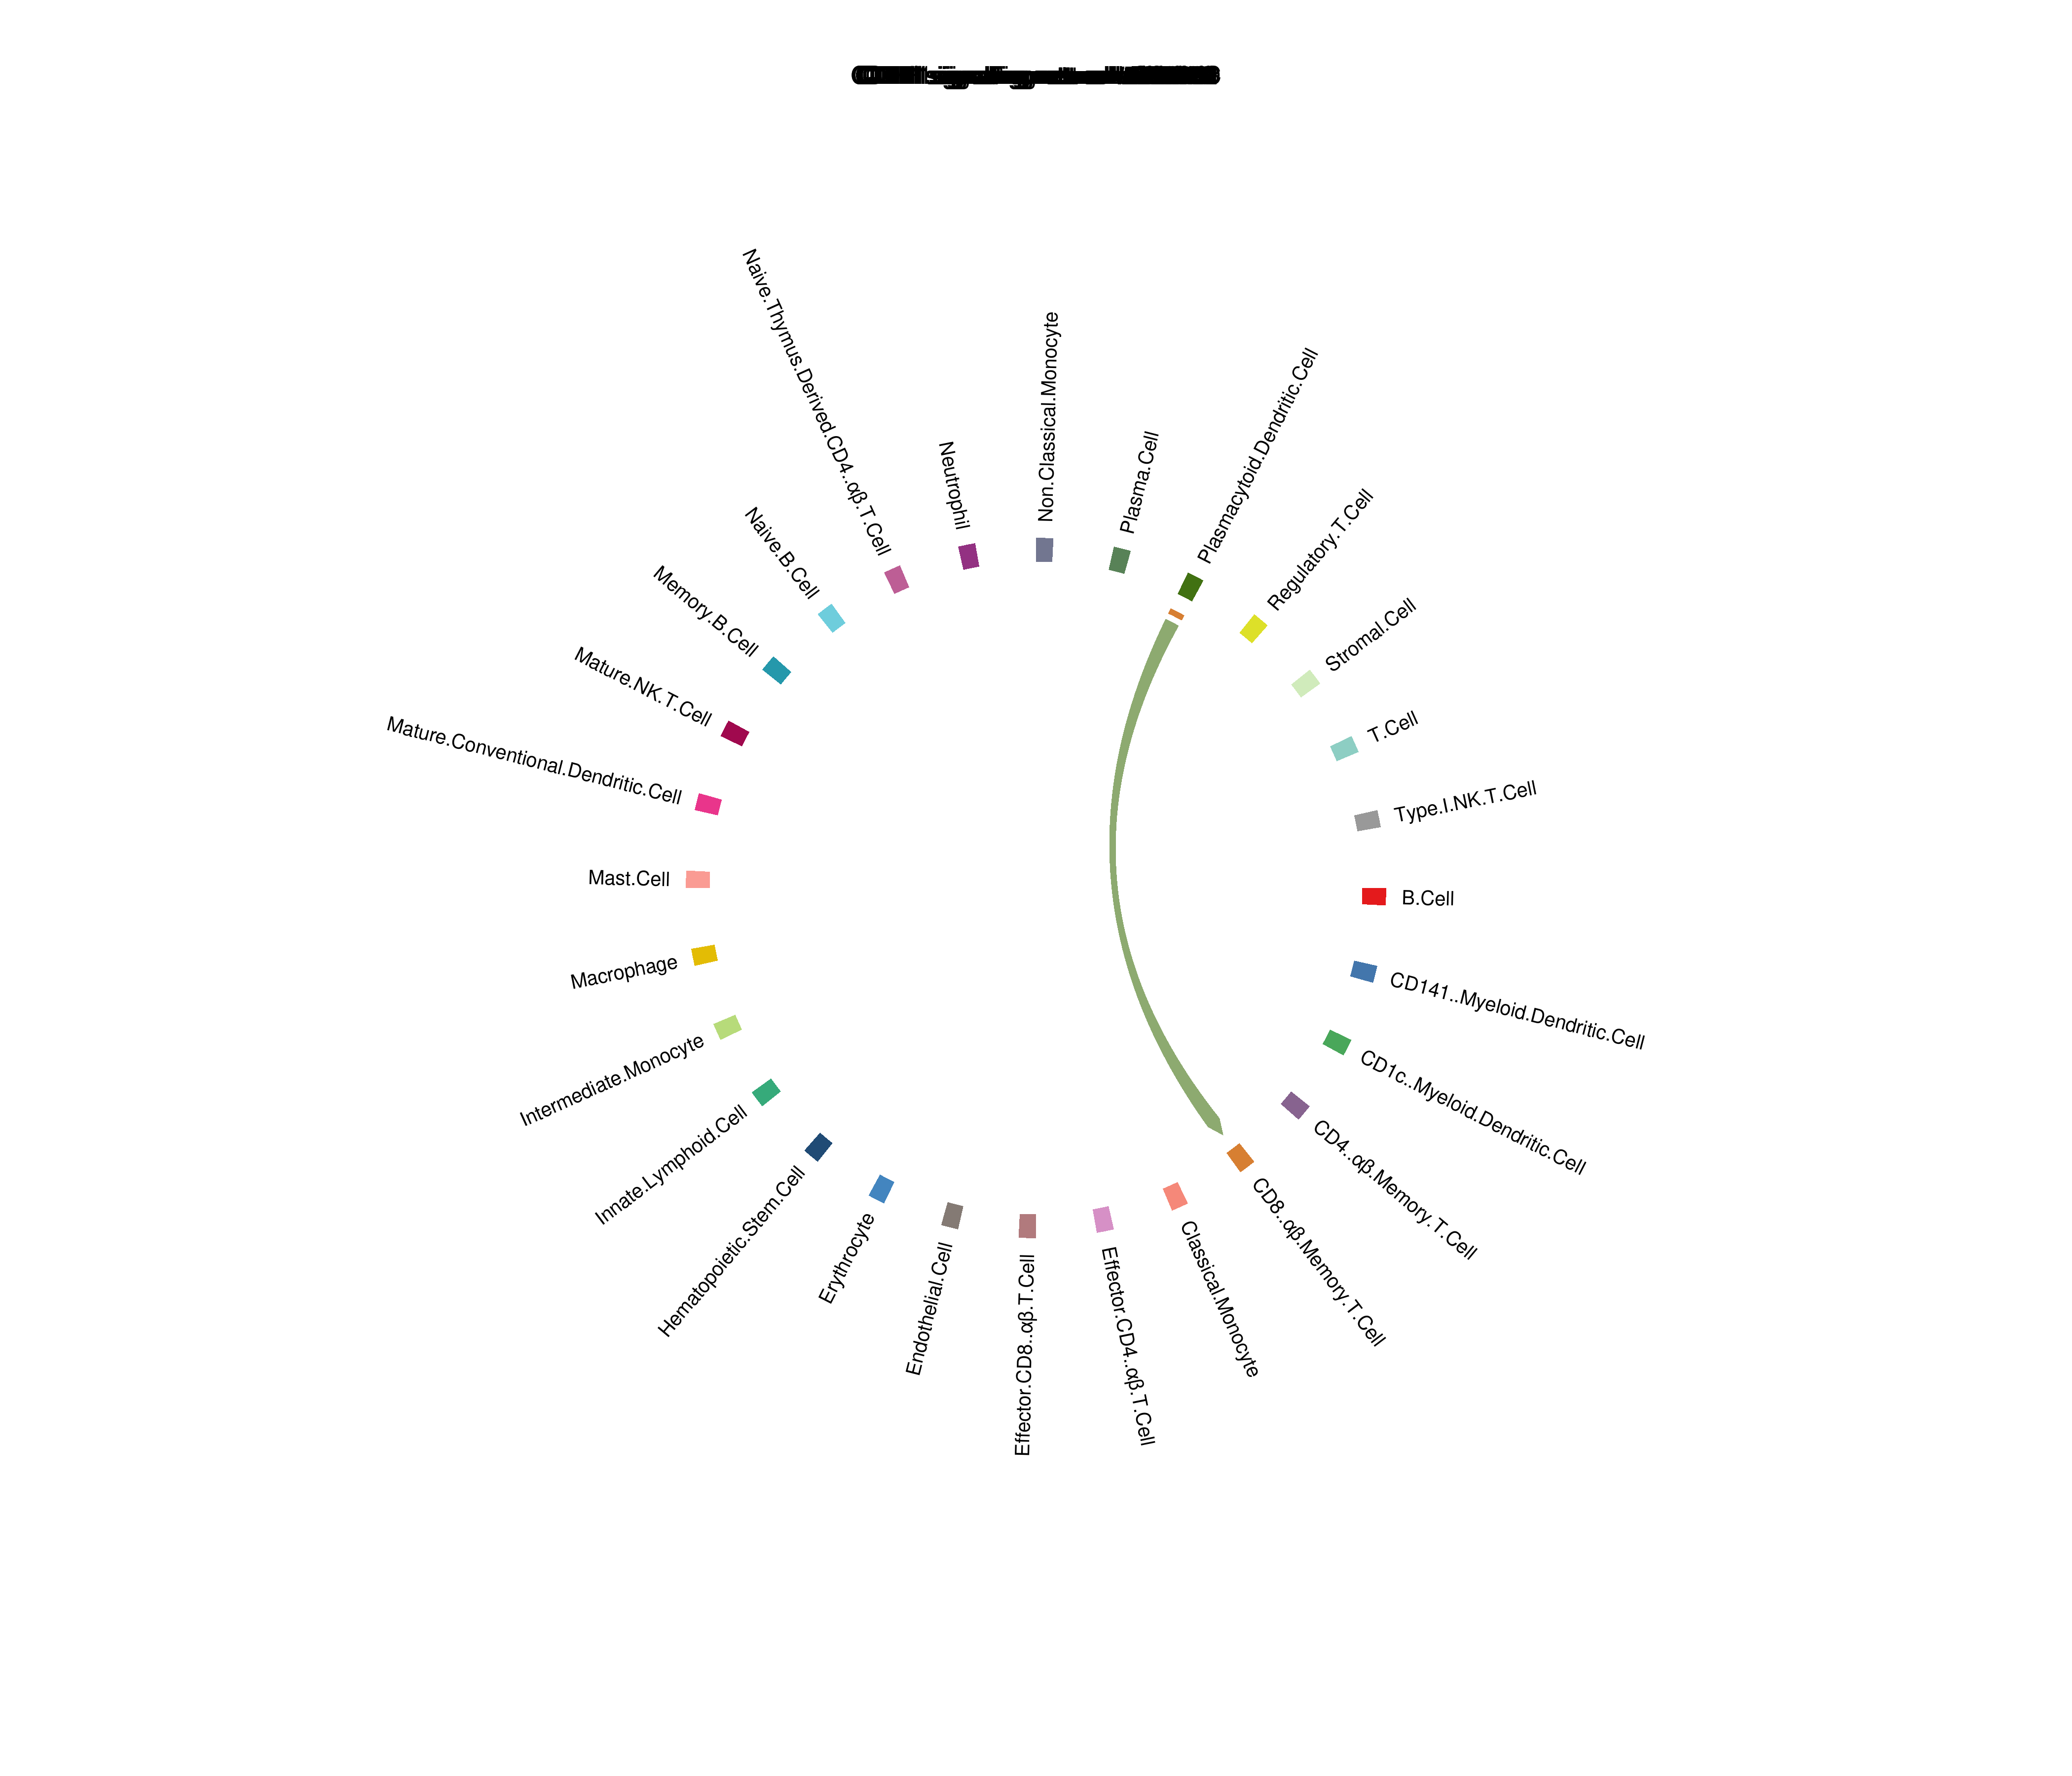 Non.Classical.Monocyte
Plasma.Cell
Plasmacytoid.Dendritic.Cell
Regulatory.T.Cell
Stromal.Cell
T.Cell
Type.I.NK.T.Cell
B.Cell
CD141..Myeloid.Dendritic.Cell
CD1c..Myeloid.Dendritic.Cell
CD4..αβ.Memory.T.Cell
CD8..αβ.Memory.T.Cell
Classical.Monocyte
Effector.CD4..αβ.T.Cell
Effector.CD8..αβ.T.Cell
Endothelial.Cell
Erythrocyte
Hematopoietic.Stem.Cell
Innate.Lymphoid.Cell
Intermediate.Monocyte
Macrophage
Mast.Cell
Mature.Conventional.Dendritic.Cell
Mature.NK.T.Cell
Memory.B.Cell
Naive.B.Cell
Naive.Thymus.Derived.CD4..αβ.T.Cell
Neutrophil